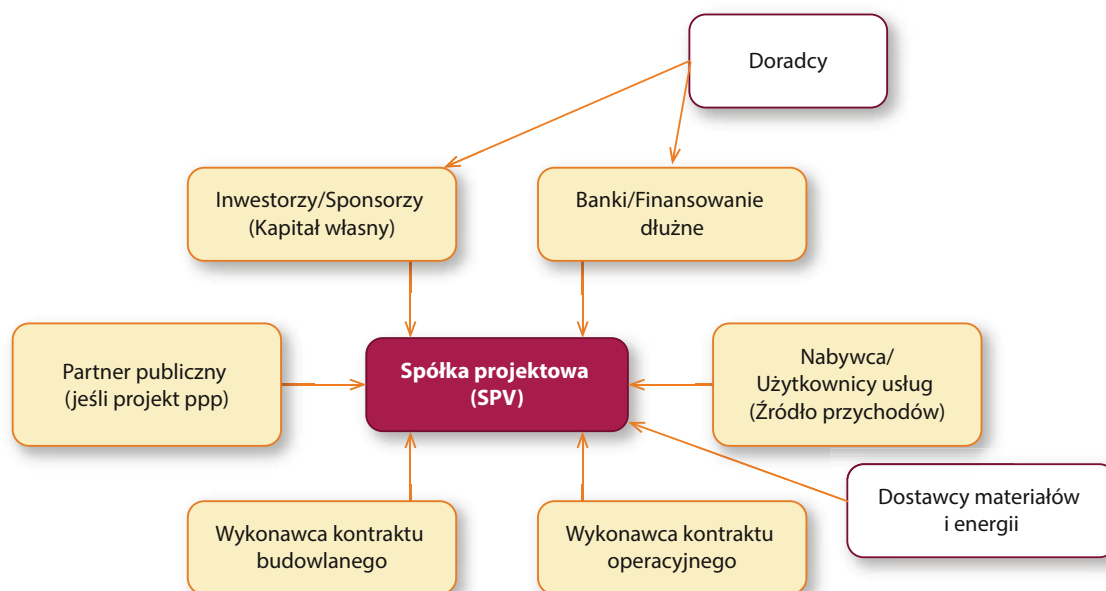 Doradcy
Inwestorzy/Sponsorzy
(Kapitał własny)
Banki/Finansowanie
dłużne
Partner publiczny
(jeśli projekt ppp)
Spółka projektowa
(SPV)
Nabywca/
Użytkownicy usług
(Źródło przychodów)
Wykonawca kontraktu
budowlanego
Wykonawca kontraktu
operacyjnego
Dostawcy materiałów
i energii